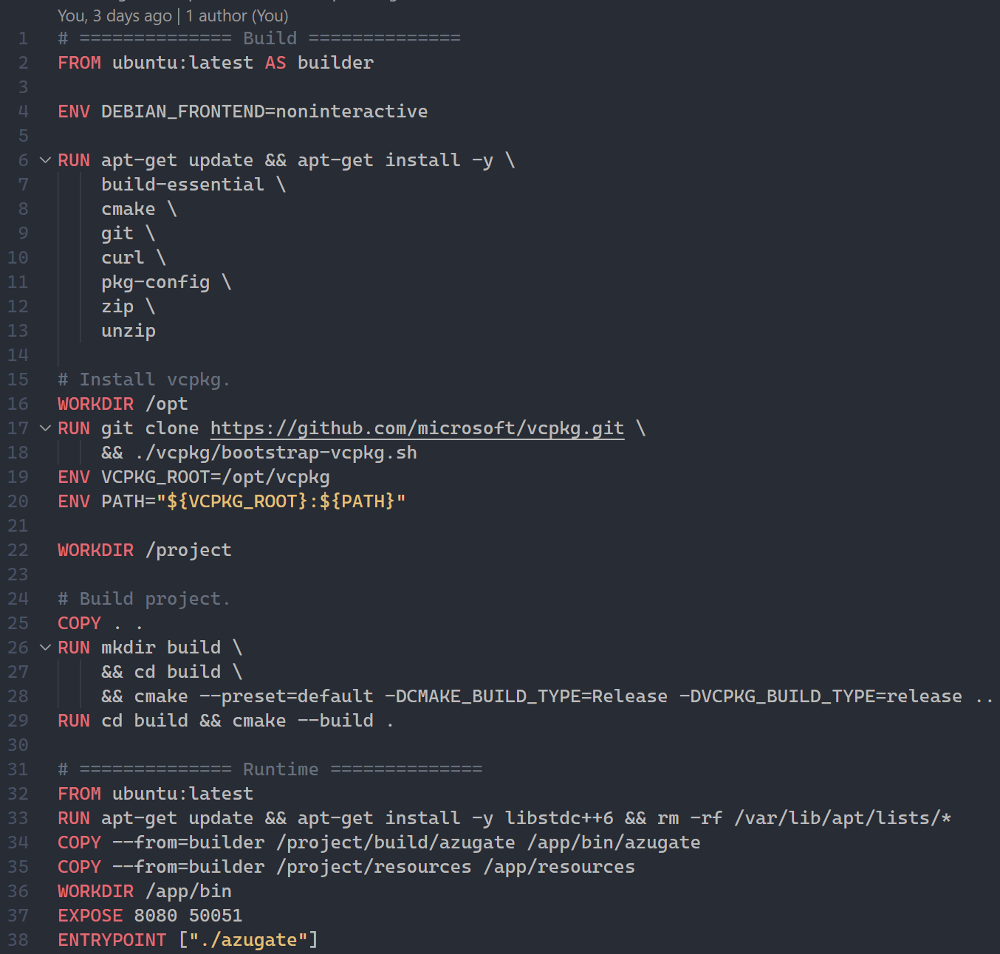 You, 3 days ago | 1 author (You)
1 # ============== Build ==============
2 FROM ubuntu:latest AS builder
3
4 ENV DEBIAN_FRONTEND=noninteractive
5
6 RUN apt-get update && apt-get install -y \
7     build-essential \
8     cmake \
9     git \
10     curl \
11     pkg-config \
12     zip \
13     unzip
14
15 # Install vcpkg.
16 WORKDIR /opt
17 RUN git clone https://github.com/microsoft/vcpkg.git \
18     && ./vcpkg/bootstrap-vcpkg.sh
19 ENV VCPKG_ROOT=/opt/vcpkg
20 ENV PATH="${VCPKG_ROOT}:${PATH}"
21
22 WORKDIR /project
23
24 # Build project.
25 COPY . .
26 RUN mkdir build \
27     && cd build \
28     && cmake --preset=default -DCMAKE_BUILD_TYPE=Release -DVCPKG_BUILD_TYPE=release ..
29 RUN cd build && cmake --build .
30
31 # ============== Runtime ==============
32 FROM ubuntu:latest
33 RUN apt-get update && apt-get install -y libstdc++6 && rm -rf /var/lib/apt/lists/*
34 COPY --from=builder /project/build/azugate /app/bin/azugate
35 COPY --from=builder /project/resources /app/resources
36 WORKDIR /app/bin
37 EXPOSE 8080 50051
38 ENTRYPOINT ["./azugate"]